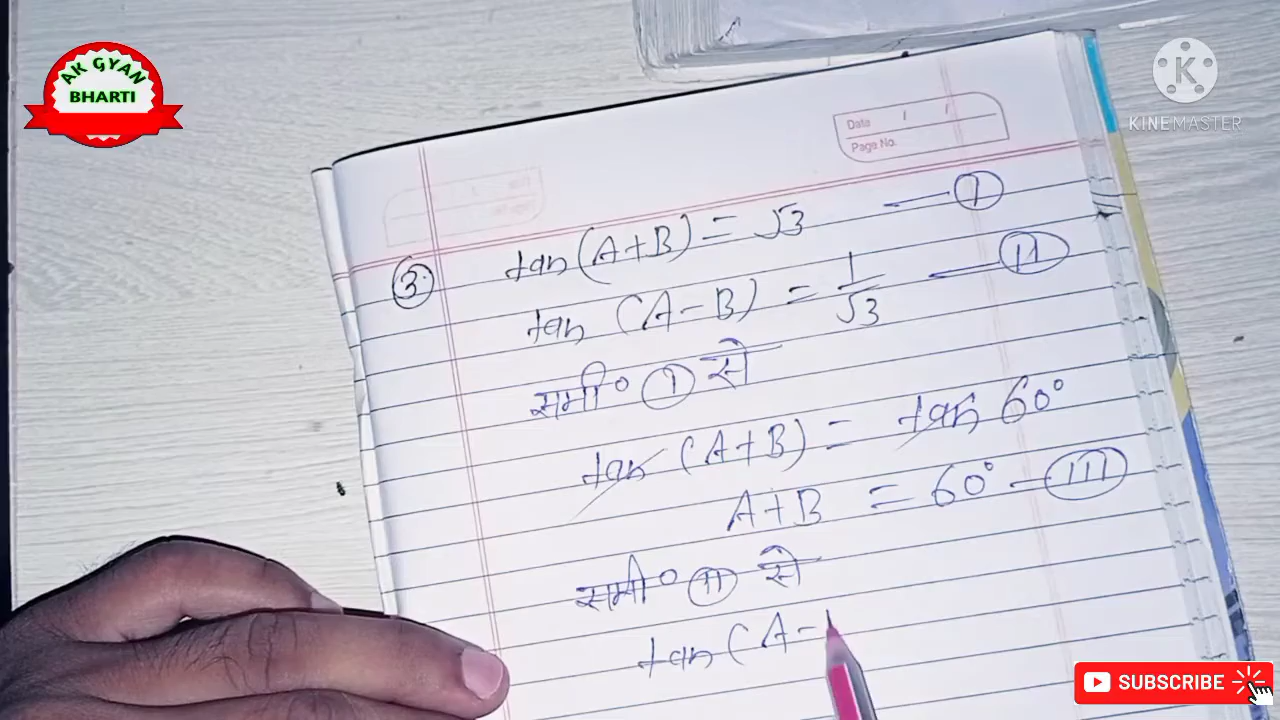 AK GYAN
BHARTI
KINEMASTER
Date / /
Page No.
③ tan(A+B) = √3 — I
tan (A-B) = 1/√3 — II
समी० I से
tan (A+B) = tan 60°
A+B = 60° — III
समी० II से
tan (A-
SUBSCRIBE